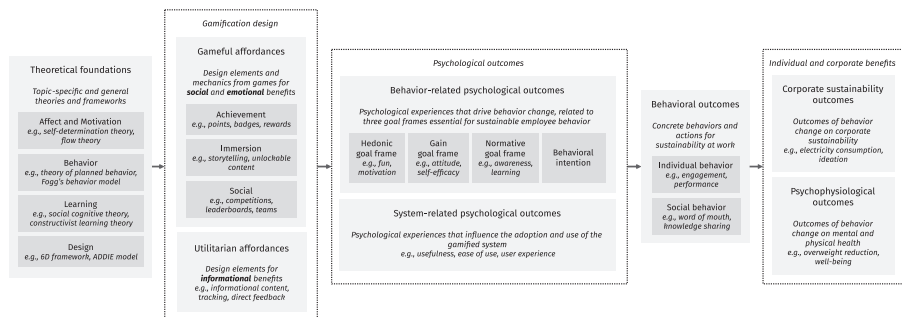 Theoretical foundations
Topic-specific and general
theories and frameworks
Affect and Motivation
e.g., self-determination theory,
flow theory
Behavior
e.g., theory of planned behavior,
Fogg's behavior model
Learning
e.g., social cognitive theory,
constructivist learning theory
Design
e.g., 6D framework, ADDIE model
Gamification design
Gameful affordances
Design elements and
mechanics from games for
social and emotional benefits
Achievement
e.g., points, badges, rewards
Immersion
e.g., storytelling, unlockable
content
Social
e.g., competitions,
leaderboards, teams
Utilitarian affordances
Design elements for
informational benefits
e.g., informational content,
tracking, direct feedback
Psychological outcomes
Behavior-related psychological outcomes
Psychological experiences that drive behavior change, related to
three goal frames essential for sustainable employee behavior
Hedonic
goal frame
e.g., fun,
motivation
Gain
goal frame
e.g., attitude,
self-efficacy
Normative
goal frame
e.g., awareness,
learning
Behavioral
intention
System-related psychological outcomes
Psychological experiences that influence the adoption and use of the
gamified system
e.g., usefulness, ease of use, user experience
Behavioral outcomes
Concrete behaviors and
actions for
sustainability at work
Individual behavior
e.g., engagement,
performance
Social behavior
e.g., word of mouth,
knowledge sharing
Individual and corporate benefits
Corporate sustainability
outcomes
Outcomes of behavior
change on corporate
sustainability
e.g., electricity consumption,
ideation
Psychophysiological
outcomes
Outcomes of behavior
change on mental and
physical health
e.g., overweight reduction,
well-being